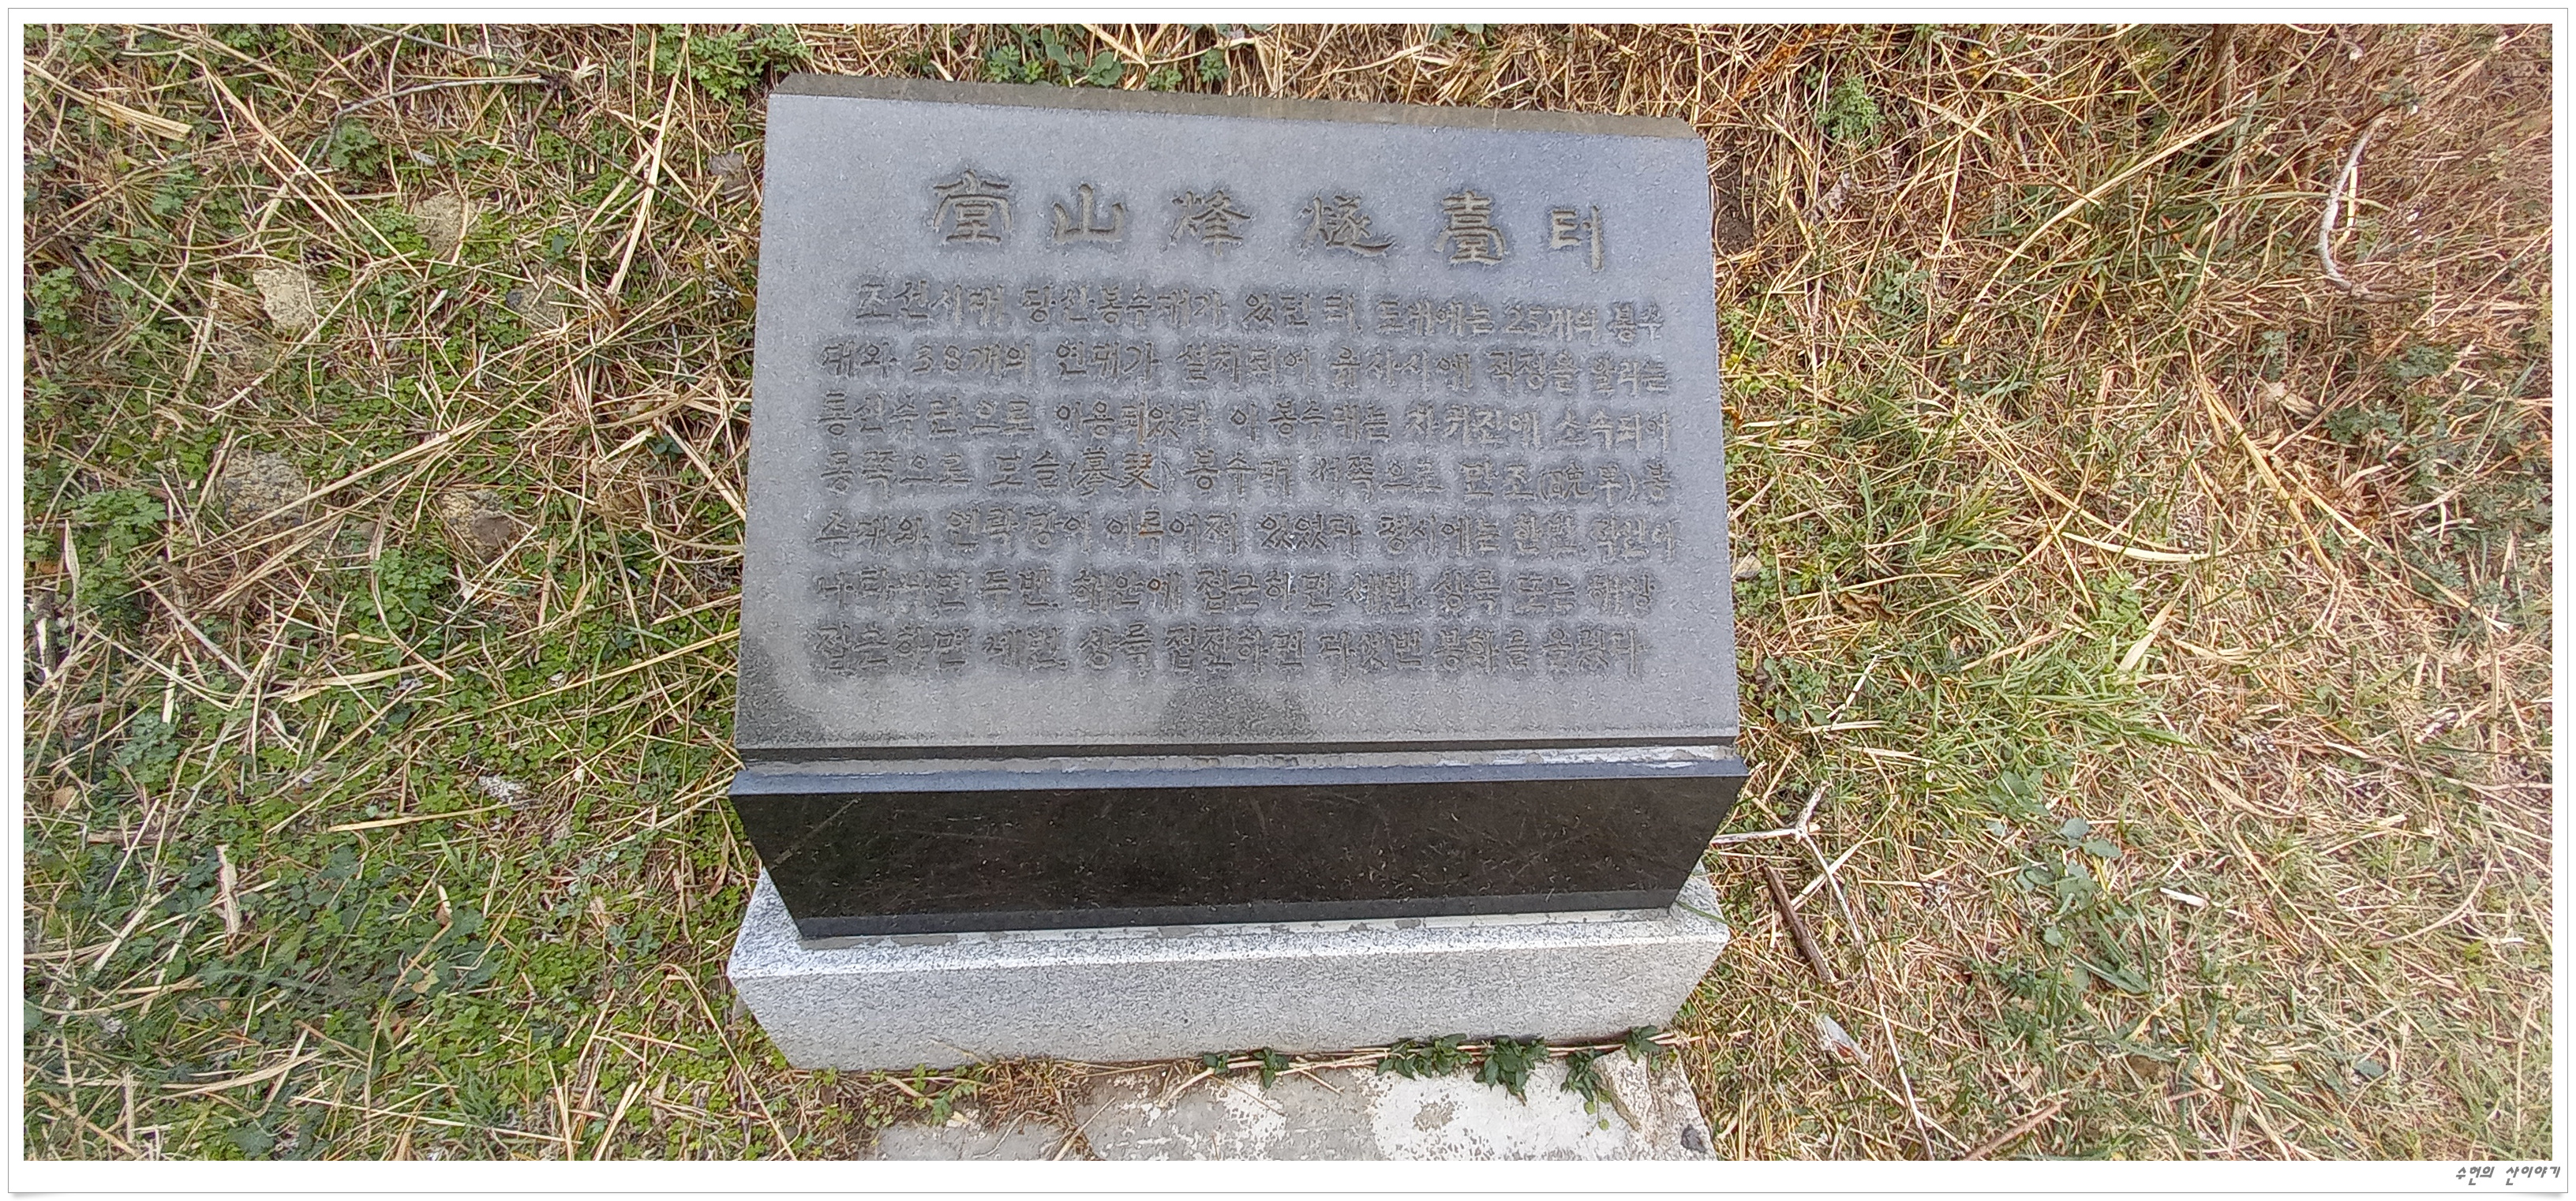 堂山烽燧臺터
조선시대 당산봉수대가 있던 터 도내에는 25개의 봉수
대와 38개의 연대가 설치되어 유사시에 적정을 알리는
통신수단으로 이용되었다 이 봉수대는 차귀진에 소속되어
동쪽으로 모슬(摹瑟) 봉수대 서쪽으로 만조(晩早)봉
수대와 연락망이 이루어져 있었다 평시에는 한번 적선이
나타나면 두번 해안에 접근하면 세번 상륙 또는 해상
접전하면 네번 상륙 접전하면 다섯번 봉화를 올렸다
수헌의 산이야기